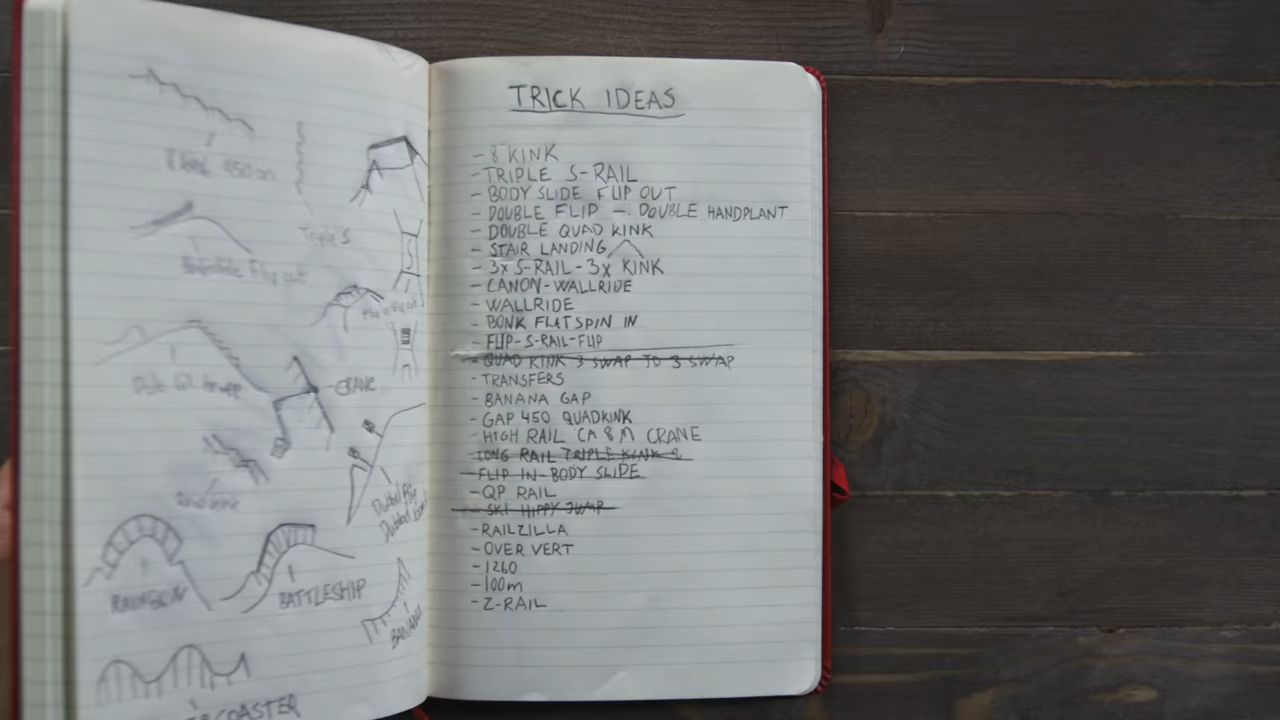 Triple S
CRANE
RAINBOW
BATTLESHIP
BANANA
TRICK IDEAS
- 8 KINK
- TRIPLE S-RAIL
- BODY SLIDE FLIP OUT
- DOUBLE FLIP - DOUBLE HANDPLANT
- DOUBLE QUAD KINK
- STAIR LANDING
- 3x S-RAIL - 3x KINK
- CANON-WALLRIDE
- WALLRIDE
- BONK FLATSPIN IN
- FLIP-S-RAIL-FLIP
- QUAD KINK 3 SWAP TO 3 SWAP
- TRANSFERS
- BANANA GAP
- GAP 450 QUADKINK
- HIGH RAIL CA 8 M CRANE
- LONG RAIL TRIPLE KINK
- FLIP IN-BODY SLIDE
- QP RAIL
- SKI HIPPY JUMP
- RAILZILLA
- OVER VERT
- 1260
- 100m
- Z-RAIL